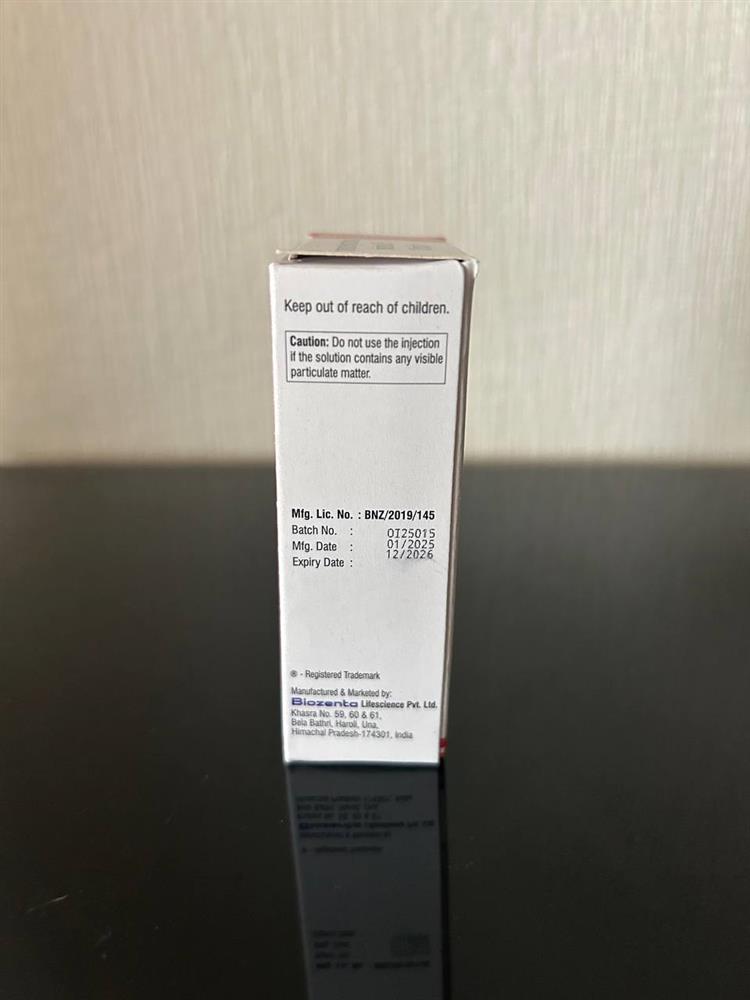 Keep out of reach of children.
Caution: Do not use the injection
if the solution contains any visible
particulate matter.
Mfg. Lic. No. : BNZ/2019/145
Batch No. : OI25015
Mfg. Date : 01/2025
Expiry Date : 12/2026
® - Registered Trademark
Manufactured & Marketed by:
Biozenta Lifescience Pvt. Ltd.
Khasra No. 59, 60 & 61,
Bela Bathri, Haroli, Una,
Himachal Pradesh-174301, India